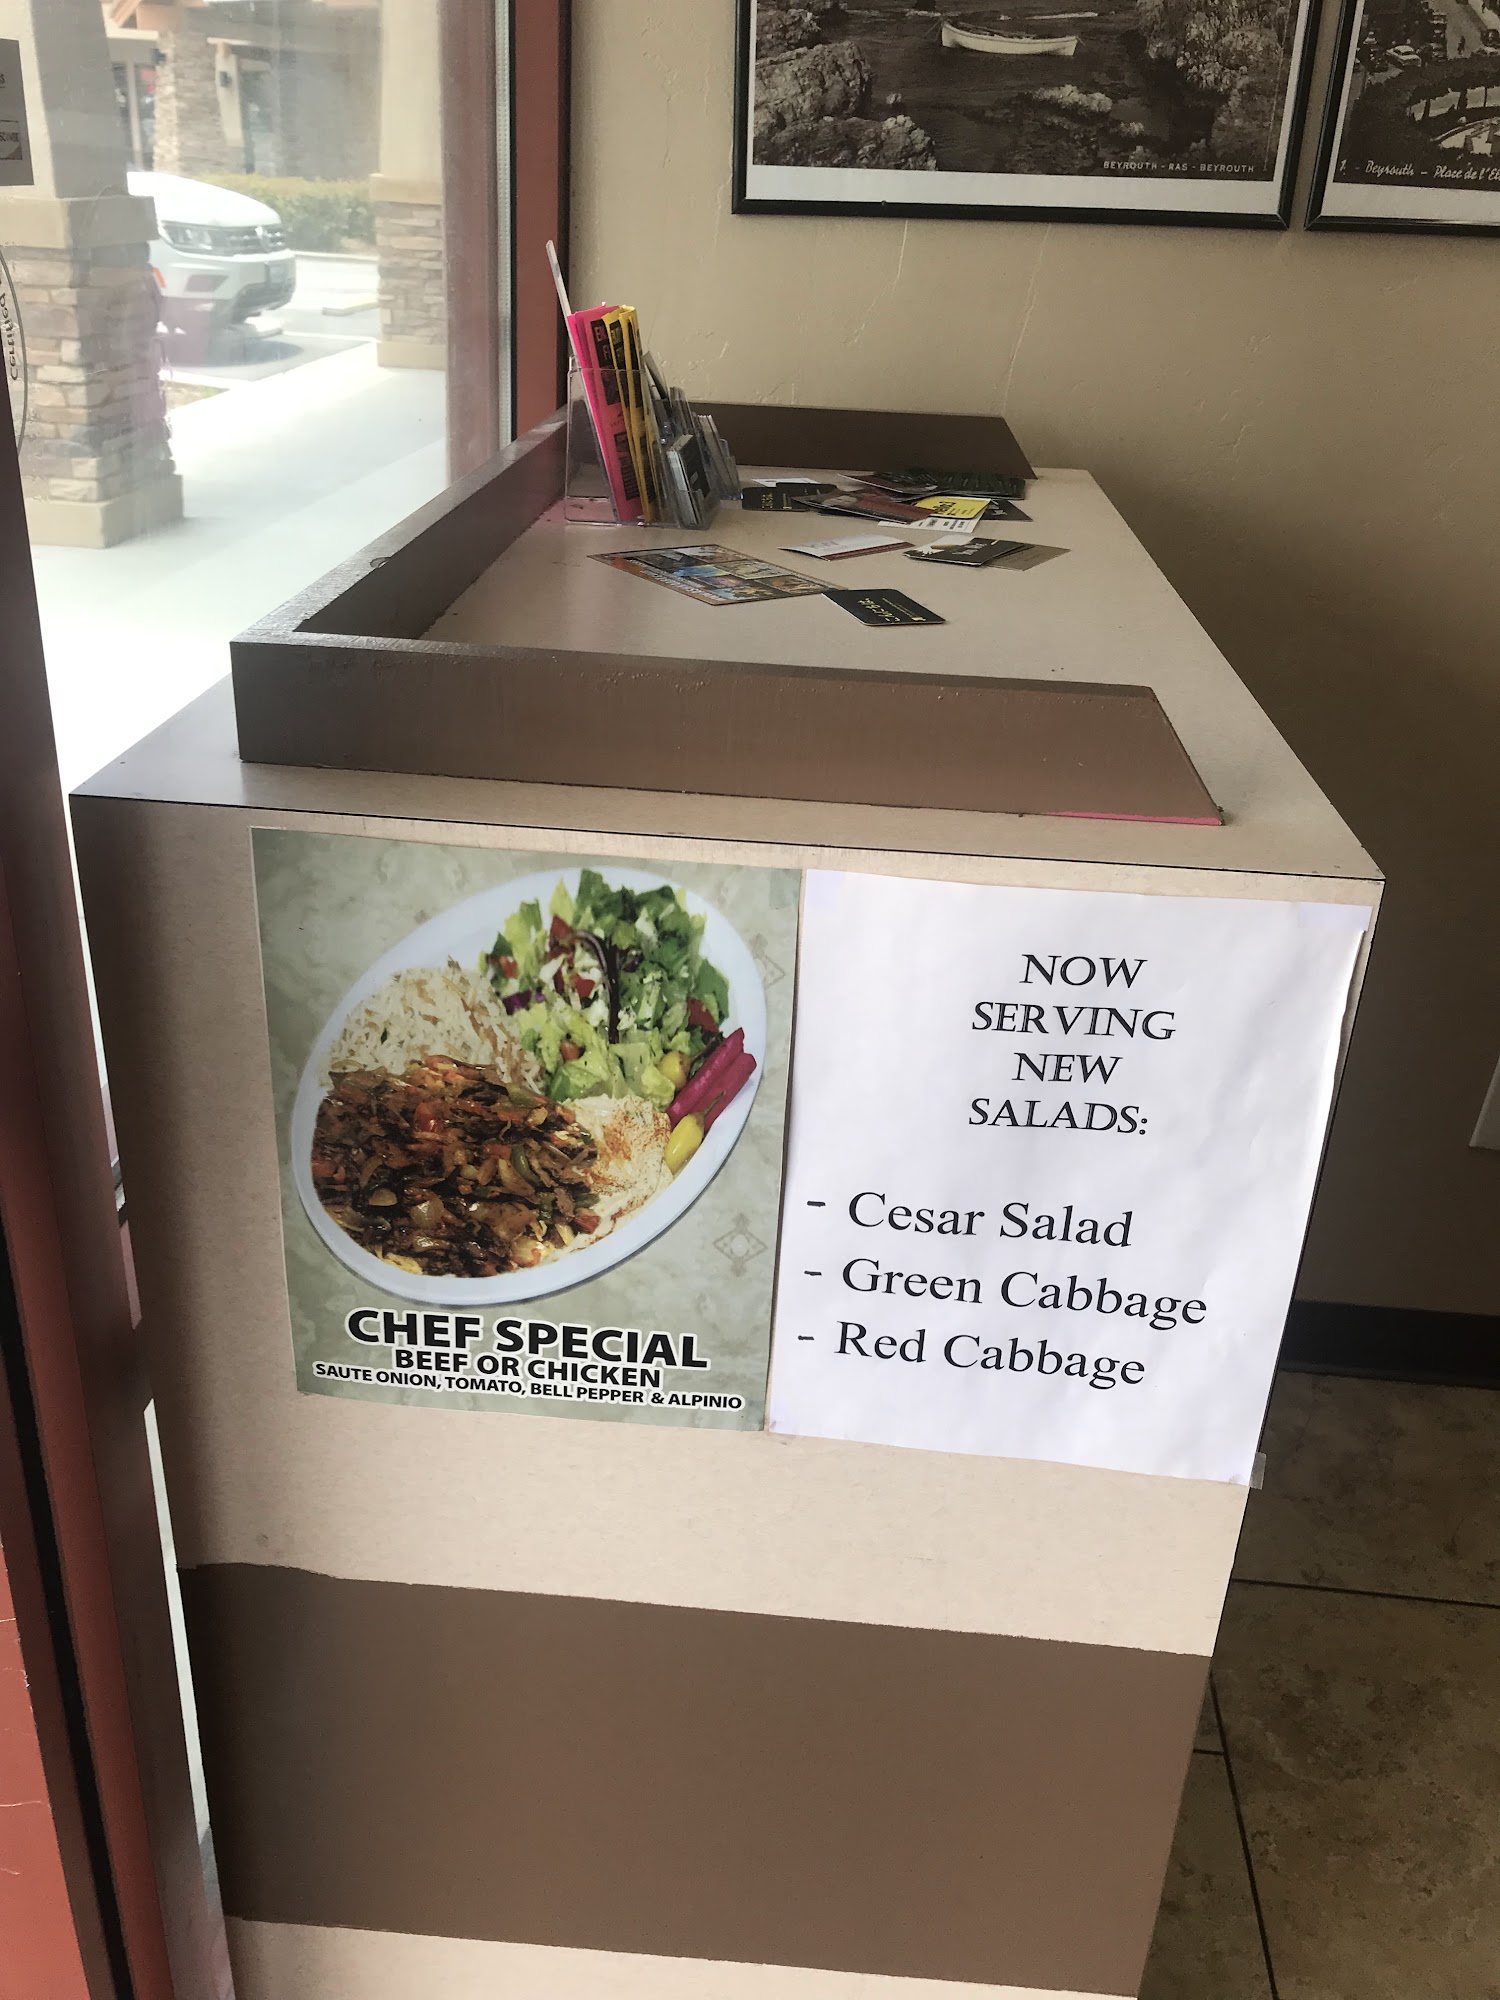 BEYROUTH - RAS - BEYROUTH
Beyrouth - Place de l'Et
NOW
SERVING
NEW
SALADS:
- Cesar Salad
- Green Cabbage
- Red Cabbage
CHEF SPECIAL
BEEF OR CHICKEN
SAUTE ONION, TOMATO, BELL PEPPER & ALPINIO